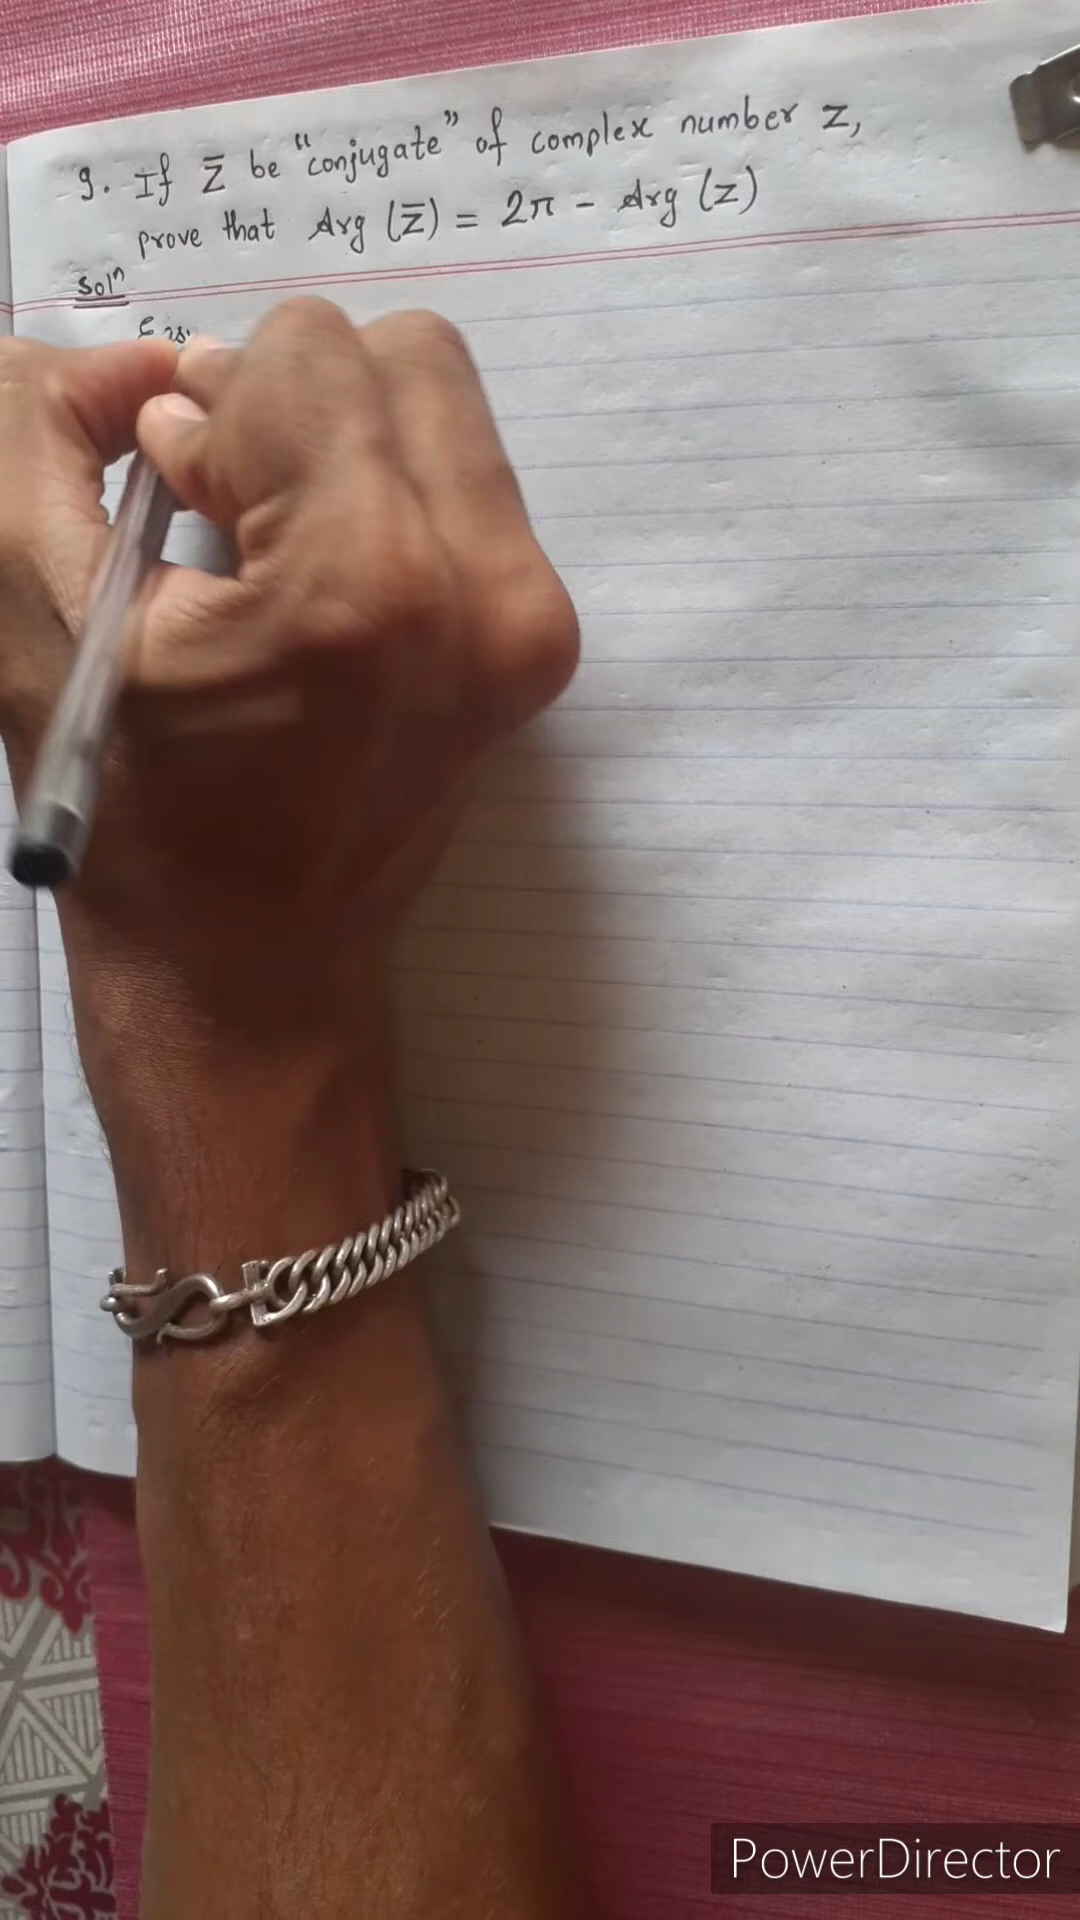 9. If z̅ be "conjugate" of complex number z,
prove that Arg (z̅) = 2π - Arg (z)
Solⁿ
PowerDirector